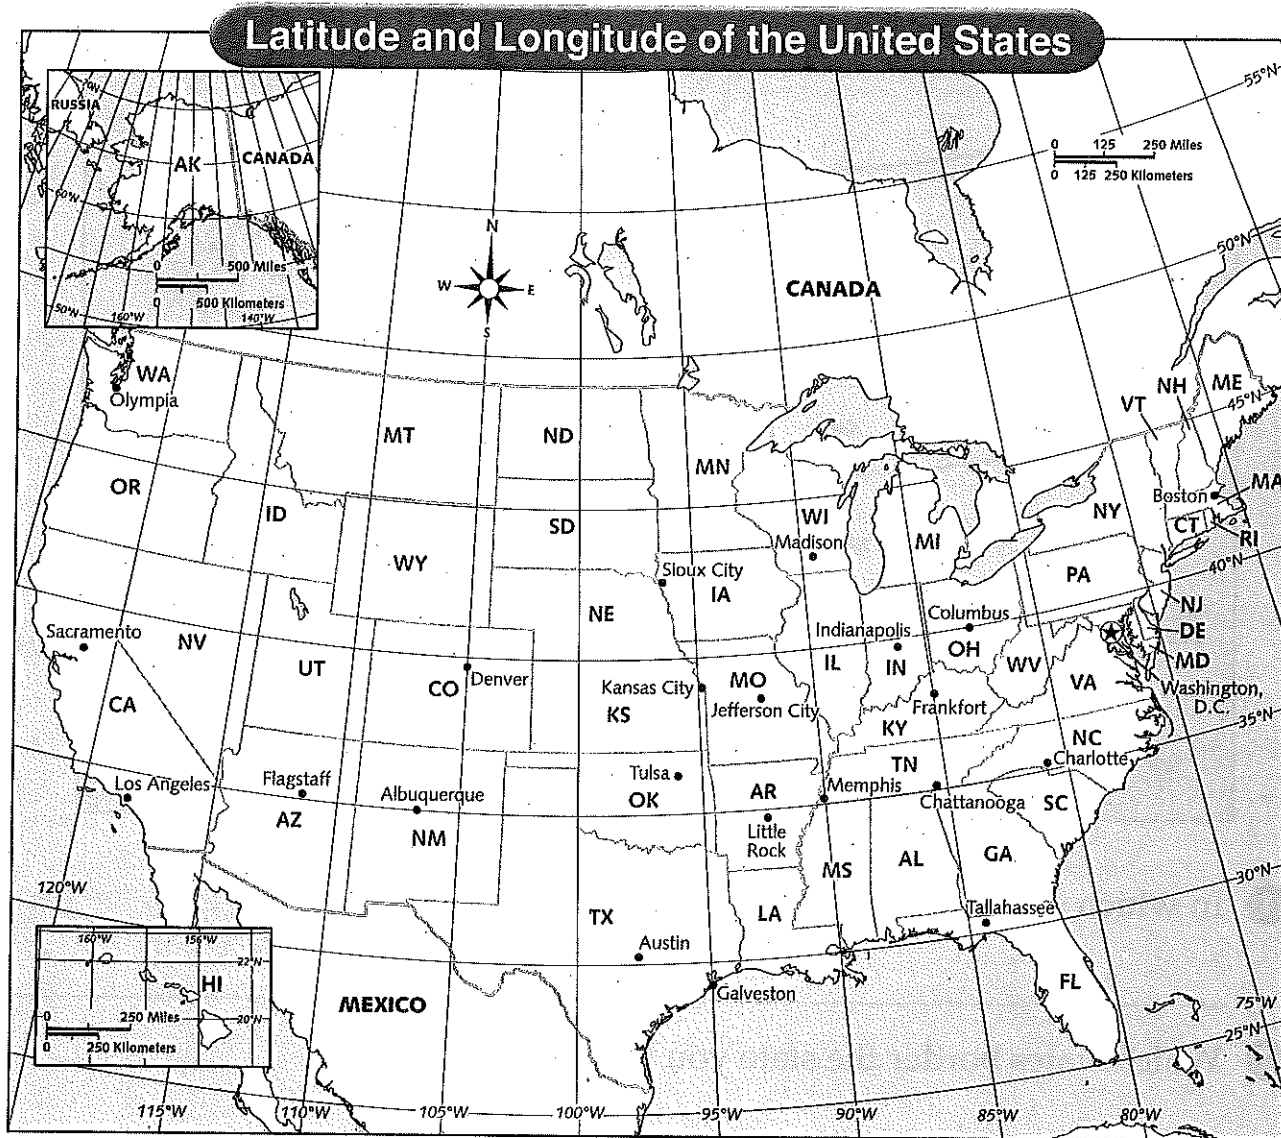 Latitude and Longitude of the United States
55°N
70°N
RUSSIA
AK
CANADA
60°N
0 500 Miles
0 500 Kilometers
50°N
160°W
140°W
0 125 250 Miles
0 125 250 Kilometers
N
W
E
S
50°N
CANADA
WA
Olympia
NH
ME
VT
45°N
MT
ND
MN
OR
ID
SD
WI
Madison
MI
NY
Boston
MA
CT
RI
WY
PA
40°N
Sioux City
IA
NE
NJ
Columbus
Indianapolis
OH
DE
MD
Sacramento
NV
UT
CO
Denver
IL
IN
WV
VA
Washington,
D.C.
Kansas City
MO
Jefferson City
Frankfort
CA
KS
KY
35°N
NC
Charlotte
Los Angeles
Flagstaff
AZ
Albuquerque
NM
Tulsa
OK
AR
Little
Rock
TN
Memphis
Chattanooga
SC
MS
AL
GA
30°N
120°W
TX
LA
Tallahassee
Austin
160°W
156°W
22°N
HI
20°N
0 250 Miles
0 250 Kilometers
MEXICO
Galveston
FL
75°W
25°N
115°W
110°W
105°W
100°W
95°W
90°W
85°W
80°W